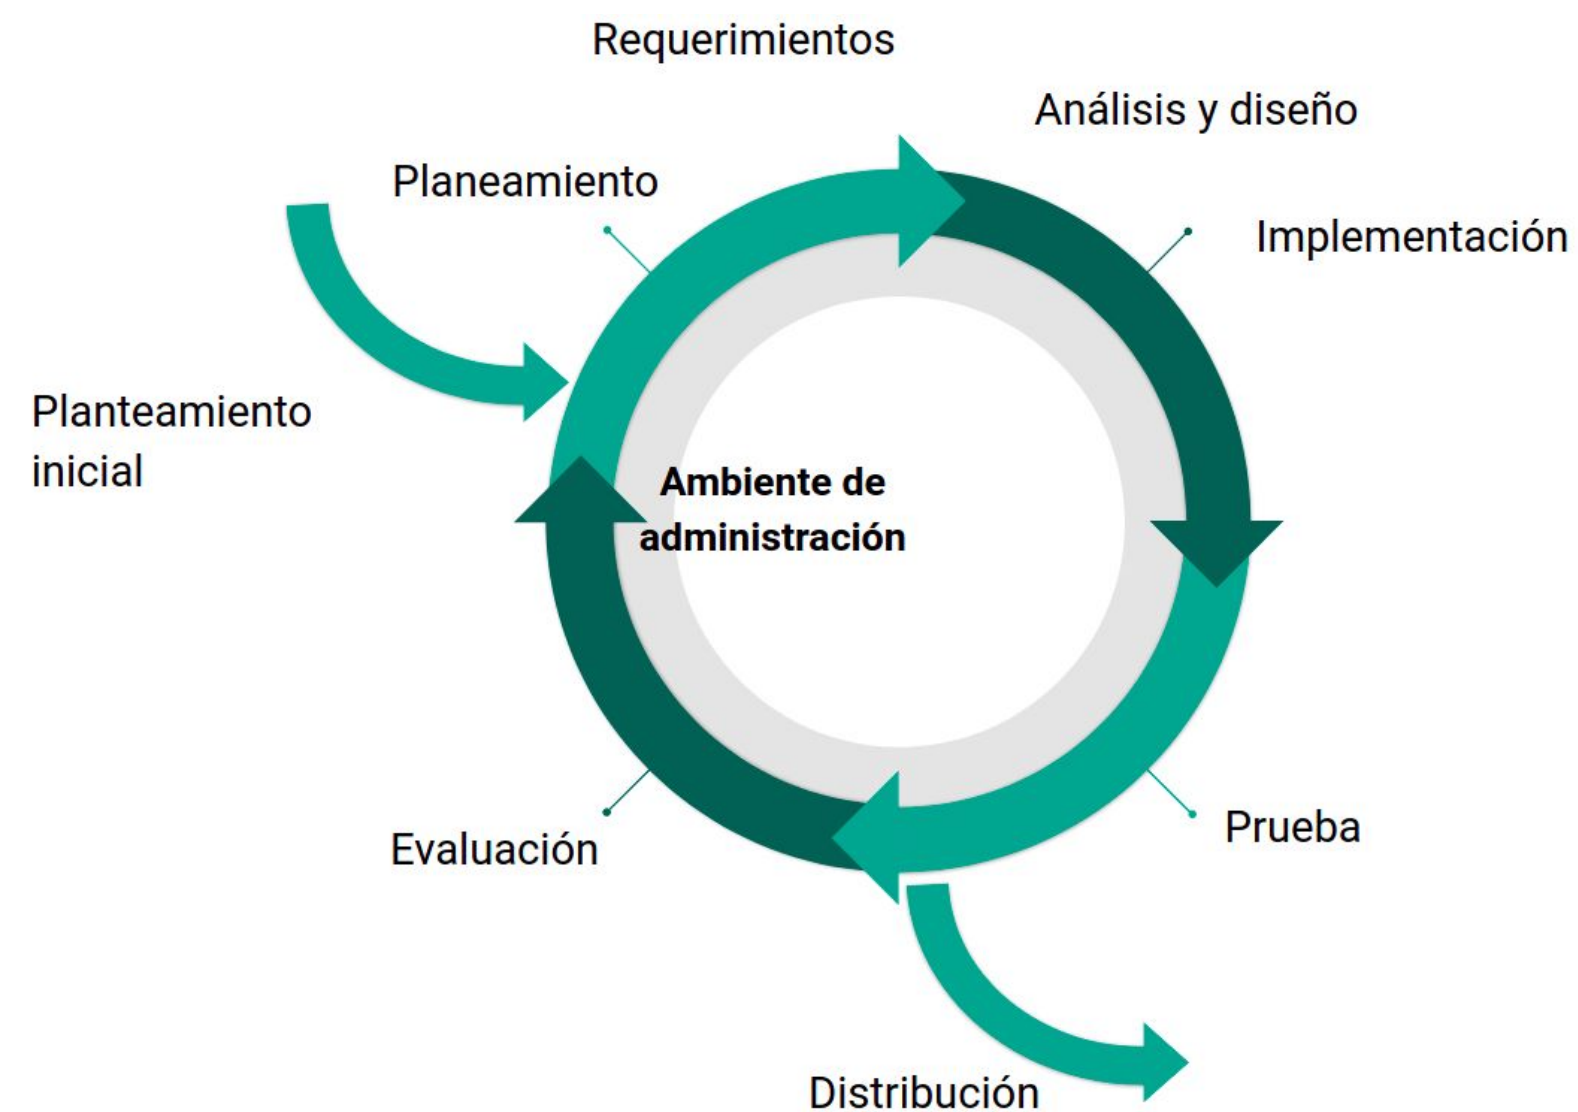 Requerimientos
Análisis y diseño
Planeamiento
Implementación
Planteamiento
inicial
Ambiente de
administración
Prueba
Evaluación
Distribución